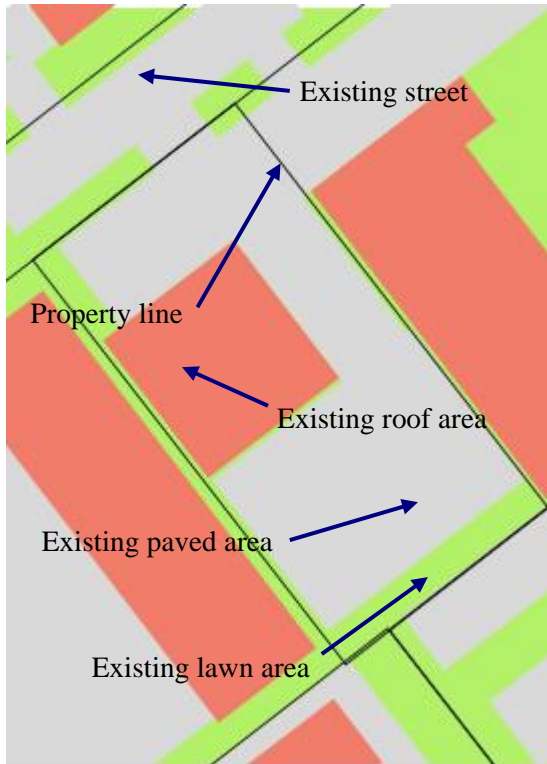 Existing street
Property line
Existing roof area
Existing paved area
Existing lawn area